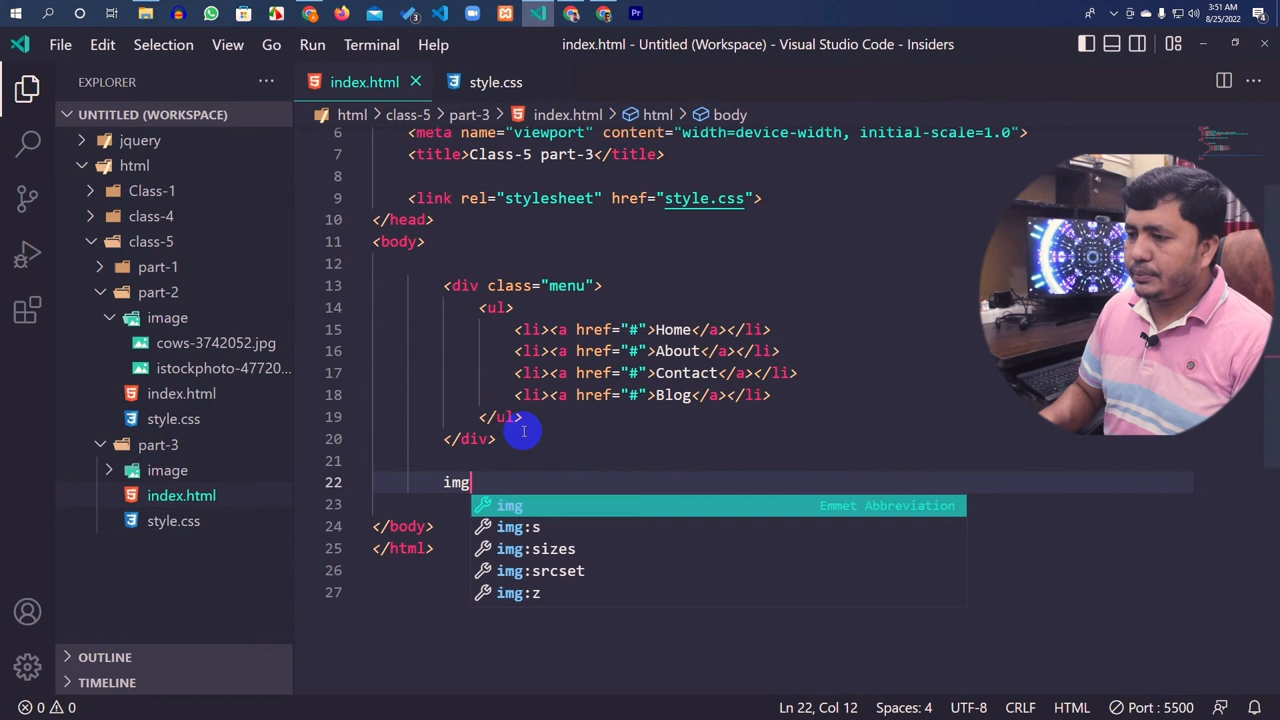 3:51 AM
8/25/2022
File Edit Selection View Go Run Terminal Help
index.html - Untitled (Workspace) - Visual Studio Code - Insiders
EXPLORER
UNTITLED (WORKSPACE)
jquery
html
Class-1
class-4
class-5
part-1
part-2
image
cows-3742052.jpg
istockphoto-47720...
index.html
style.css
part-3
image
index.html
style.css
OUTLINE
TIMELINE
index.html style.css
html > class-5 > part-3 > index.html > html > body
6 <meta name="viewport" content="width=device-width, initial-scale=1.0">
7 <title>Class-5 part-3</title>
8
9 <link rel="stylesheet" href="style.css">
10 </head>
11 <body>
12
13 <div class="menu">
14 <ul>
15 <li><a href="#">Home</a></li>
16 <li><a href="#">About</a></li>
17 <li><a href="#">Contact</a></li>
18 <li><a href="#">Blog</a></li>
19 </ul>
20 </div>
21
22 img
23 img Emmet Abbreviation
24 </body> img:s
25 </html> img:sizes
26 img:srcset
27 img:z
0 0 Ln 22, Col 12 Spaces: 4 UTF-8 CRLF HTML Port : 5500